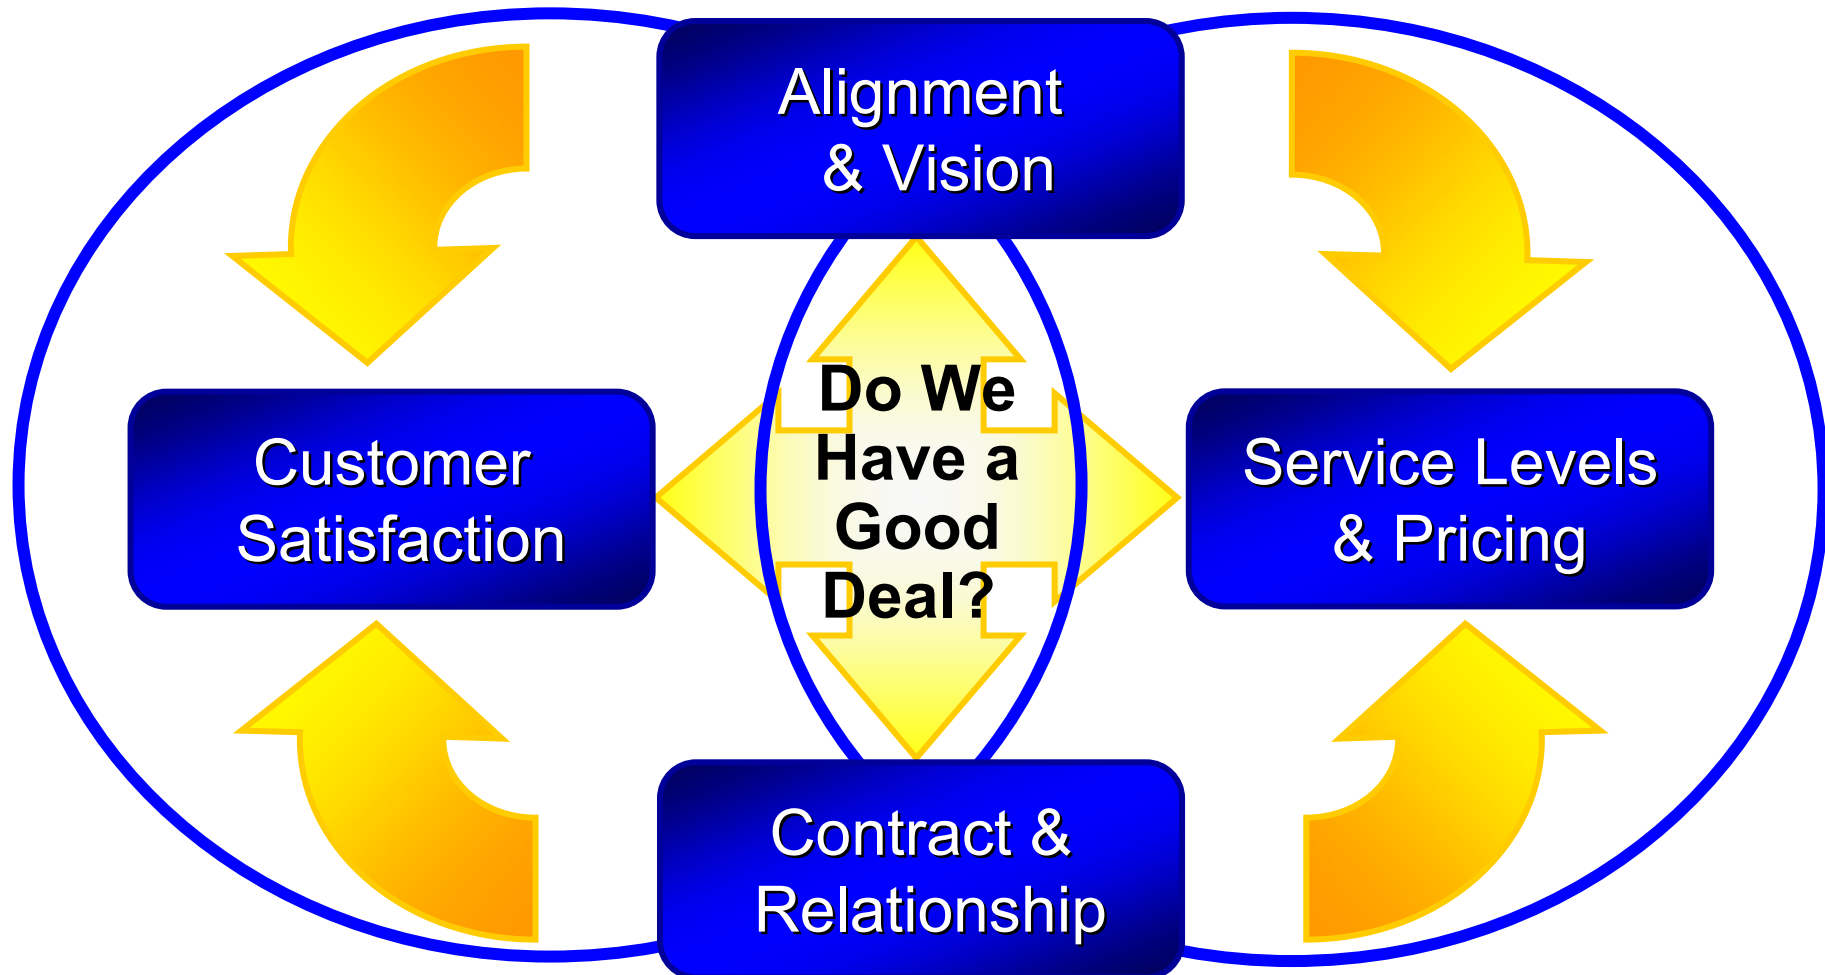 Alignment
& Vision
Do We
Have a
Good
Deal?
Customer
Satisfaction
Service Levels
& Pricing
Contract &
Relationship